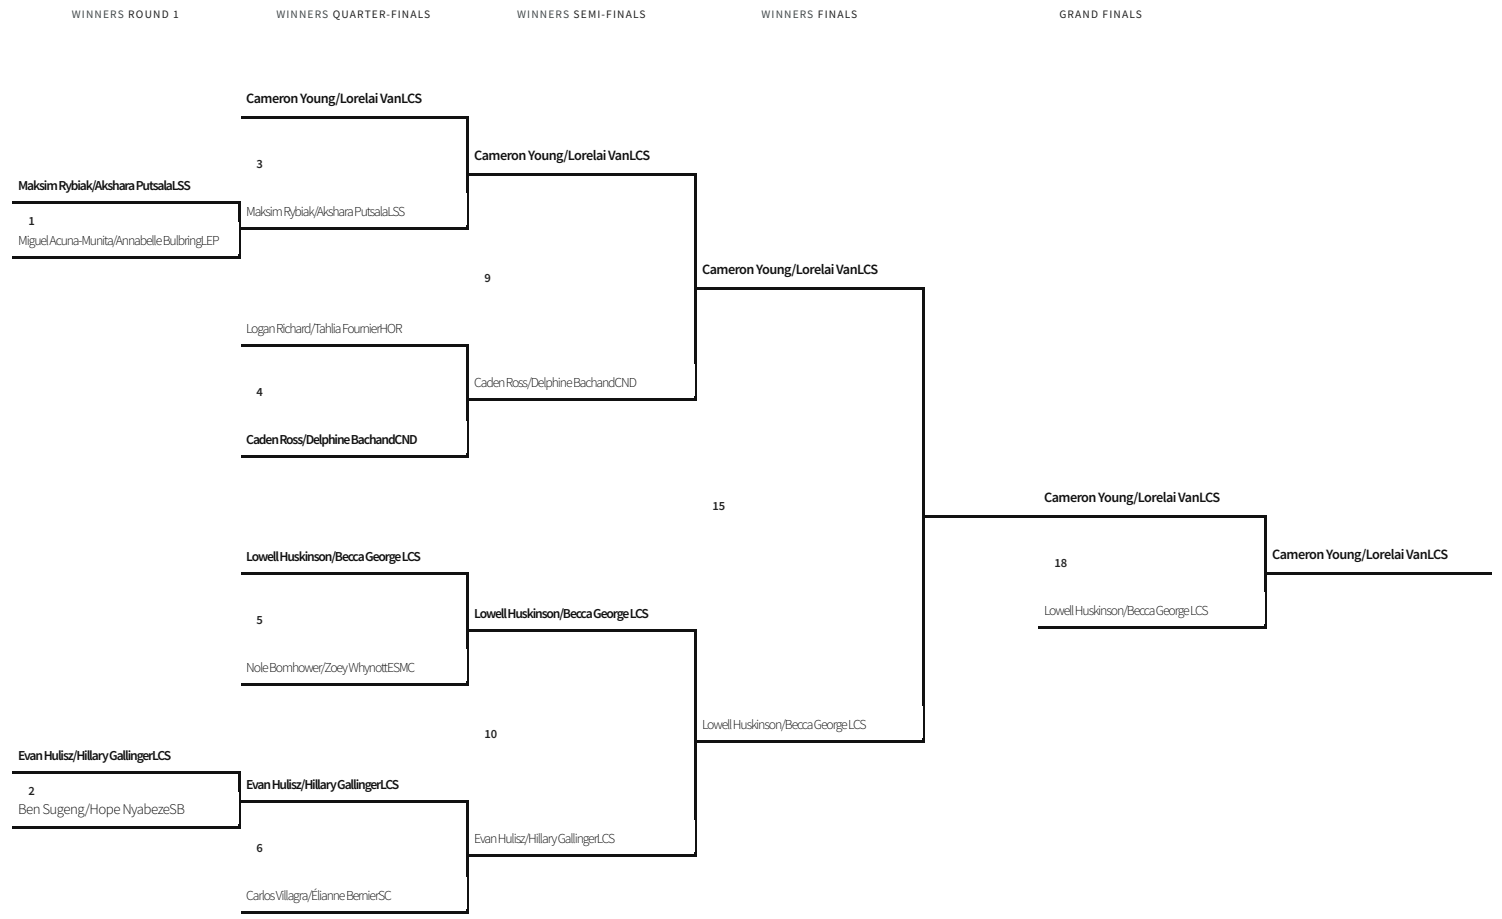 WINNERS ROUND 1
WINNERS QUARTER-FINALS
WINNERS SEMI-FINALS
WINNERS FINALS
GRAND FINALS
Cameron Young/Lorelai VanLCS
3
Maksim Rybiak/Akshara PutsalaLSS
Cameron Young/Lorelai VanLCS
Maksim Rybiak/Akshara PutsalaLSS
1
Miguel Acuna-Munita/Annabelle BulbringLEP
9
Cameron Young/Lorelai VanLCS
Logan Richard/Tahlia FournierHOR
4
Caden Ross/Delphine BachandCND
Caden Ross/Delphine BachandCND
15
Cameron Young/Lorelai VanLCS
18
Cameron Young/Lorelai VanLCS
Lowell Huskinson/Becca George LCS
Lowell Huskinson/Becca George LCS
5
Nole Bornhower/Zoey WhynottESMC
Lowell Huskinson/Becca George LCS
10
Lowell Huskinson/Becca George LCS
Evan Hulisz/Hillary GallingerLCS
2
Ben Sugeng/Hope NyabezeSB
Evan Hulisz/Hillary GallingerLCS
6
Carlos Villagra/Élianne BernierSC
Evan Hulisz/Hillary GallingerLCS